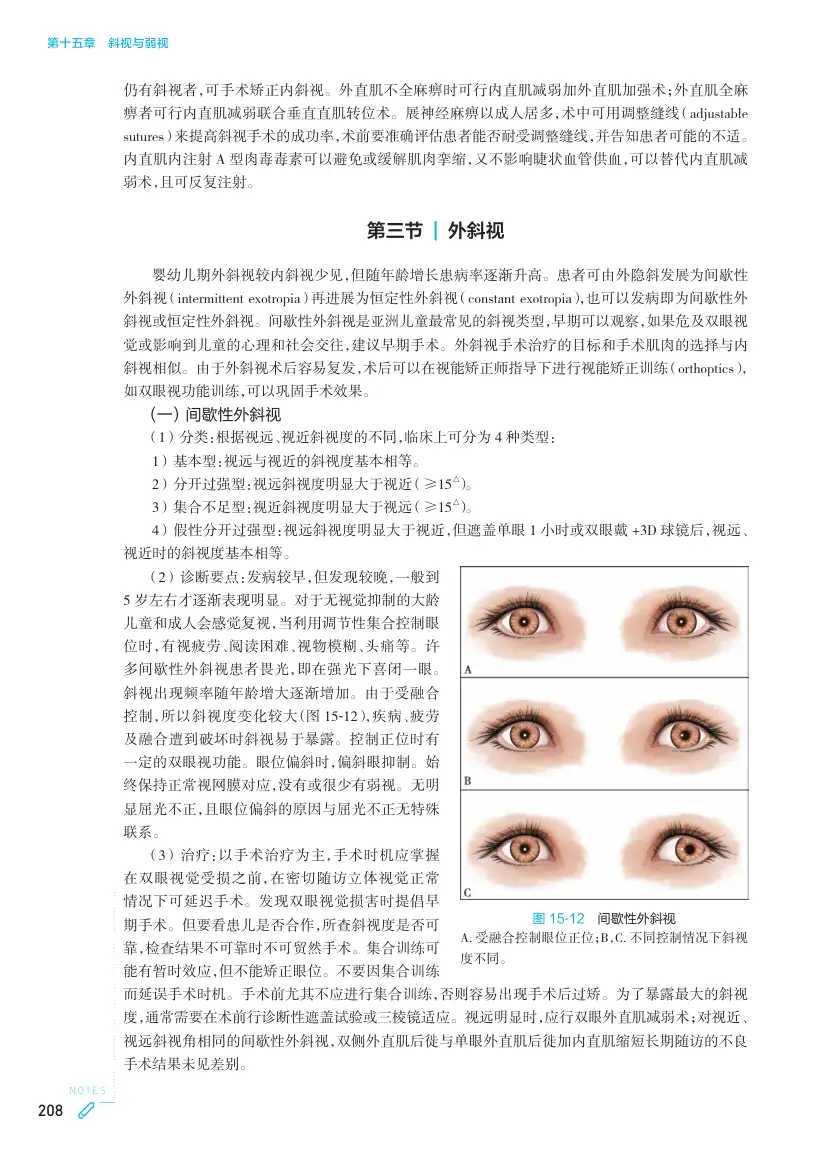 第十五章 斜视与弱视
仍有斜视者,可手术矫正内斜视。外直肌不全麻痹时可行内直肌减弱加外直肌加强术;外直肌全麻
痹者可行内直肌减弱联合垂直直肌转位术。展神经麻痹以成人居多,术中可用调整缝线(adjustable
sutures)来提高斜视手术的成功率,术前要准确评估患者能否耐受调整缝线,并告知患者可能的不适。
内直肌内注射 A 型肉毒毒素可以避免或缓解肌肉挛缩,又不影响睫状血管供血,可以替代内直肌减
弱术,且可反复注射。
第三节 | 外斜视
婴幼儿期外斜视较内斜视少见,但随年龄增长患病率逐渐升高。患者可由外隐斜发展为间歇性
外斜视(intermittent exotropia)再进展为恒定性外斜视(constant exotropia),也可以发病即为间歇性外
斜视或恒定性外斜视。间歇性外斜视是亚洲儿童最常见的斜视类型,早期可以观察,如果危及双眼视
觉或影响到儿童的心理和社会交往,建议早期手术。外斜视手术治疗的目标和手术肌肉的选择与内
斜视相似。由于外斜视术后容易复发,术后可以在视能矫正师指导下进行视能矫正训练(orthoptics),
如双眼视功能训练,可以巩固手术效果。
(一)间歇性外斜视
(1)分类:根据视远、视近斜视度的不同,临床上可分为 4 种类型:
1)基本型:视远与视近的斜视度基本相等。
2)分开过强型:视远斜视度明显大于视近(≥15△)。
3)集合不足型:视近斜视度明显大于视远(≥15△)。
4)假性分开过强型:视远斜视度明显大于视近,但遮盖单眼 1 小时或双眼戴 +3D 球镜后,视远、
视近时的斜视度基本相等。
(2)诊断要点:发病较早,但发现较晚,一般到
5 岁左右才逐渐表现明显。对于无视觉抑制的大龄
儿童和成人会感觉复视,当利用调节性集合控制眼
位时,有视疲劳、阅读困难、视物模糊、头痛等。许
多间歇性外斜视患者畏光,即在强光下喜闭一眼。
斜视出现频率随年龄增大逐渐增加。由于受融合
控制,所以斜视度变化较大(图 15-12),疾病、疲劳
及融合遭到破坏时斜视易于暴露。控制正位时有
一定的双眼视功能。眼位偏斜时,偏斜眼抑制。始
终保持正常视网膜对应,没有或很少有弱视。无明
显屈光不正,且眼位偏斜的原因与屈光不正无特殊
联系。
(3)治疗:以手术治疗为主,手术时机应掌握
在双眼视觉受损之前,在密切随访立体视觉正常
情况下可延迟手术。发现双眼视觉损害时提倡早
期手术。但要看患儿是否合作,所查斜视度是否可
靠,检查结果不可靠时不可贸然手术。集合训练可
能有暂时效应,但不能矫正眼位。不要因集合训练
A
B
C
图 15-12 间歇性外斜视
A. 受融合控制眼位正位;B,C. 不同控制情况下斜视
度不同。
而延误手术时机。手术前尤其不应进行集合训练,否则容易出现手术后过矫。为了暴露最大的斜视
度,通常需要在术前行诊断性遮盖试验或三棱镜适应。视远明显时,应行双眼外直肌减弱术;对视近、
视远斜视角相同的间歇性外斜视,双侧外直肌后徙与单眼外直肌后徙加内直肌缩短长期随访的不良
手术结果未见差别。
NOTES
208